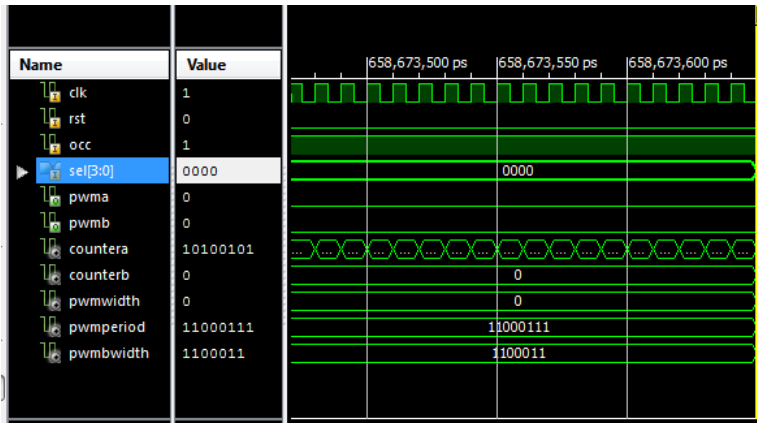 Name Value 658,673,500 ps 658,673,550 ps 658,673,600 ps
clk 1
rst 0
occ 1
sel[3:0] 0000 0000
pwma 0
pwmb 0
countera 10100101 ... ... ... ... ... ... ... ... ... ... ... ... ... ... ... ... ... ...
counterb 0 0
pwmwidth 0 0
pwmperiod 11000111 11000111
pwmbwidth 1100011 1100011